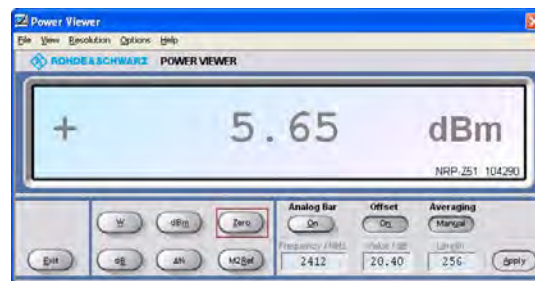 Power Viewer
File View Resolution Options Help
ROHDE & SCHWARZ POWER VIEWER
+ 5.65 dBm
NRP-Z51 104290
Analog Bar Offset Averaging
W dBm Zero On On Manual
Frequency / MHz Value / dB Length
Exit dB Δ% M2Ref 2412 20.40 256 Apply